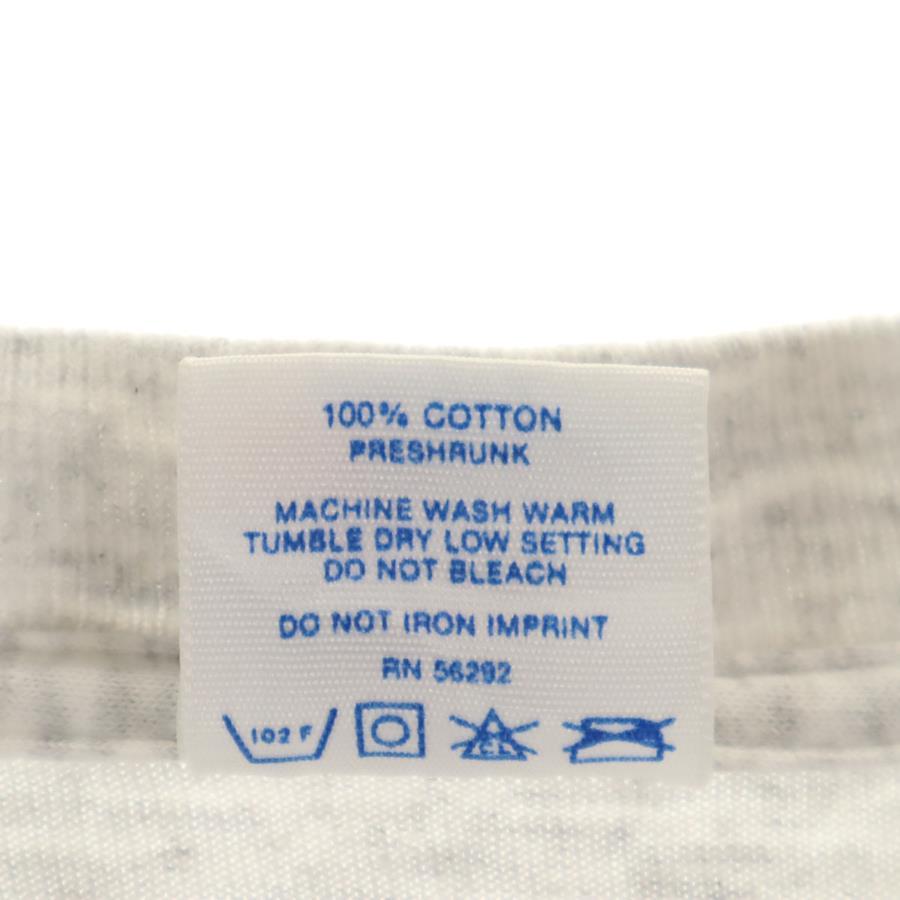 100% COTTON
PRESHRUNK
MACHINE WASH WARM
TUMBLE DRY LOW SETTING
DO NOT BLEACH
DO NOT IRON IMPRINT
RN 56292
102 F CL